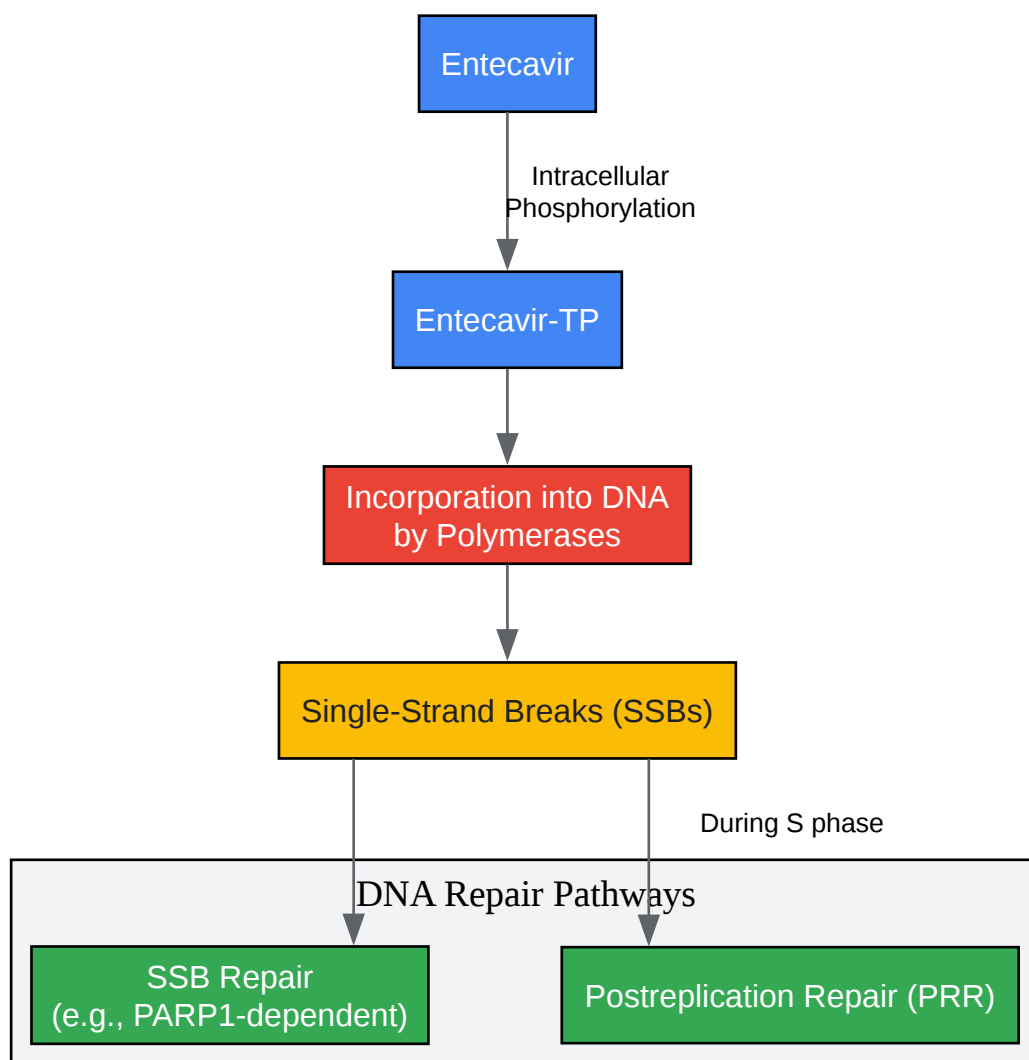 Entecavir
Intracellular
Phosphorylation
Entecavir-TP
Incorporation into DNA
by Polymerases
Single-Strand Breaks (SSBs)
During S phase
DNA Repair Pathways
SSB Repair
(e.g., PARP1-dependent)
Postreplication Repair (PRR)